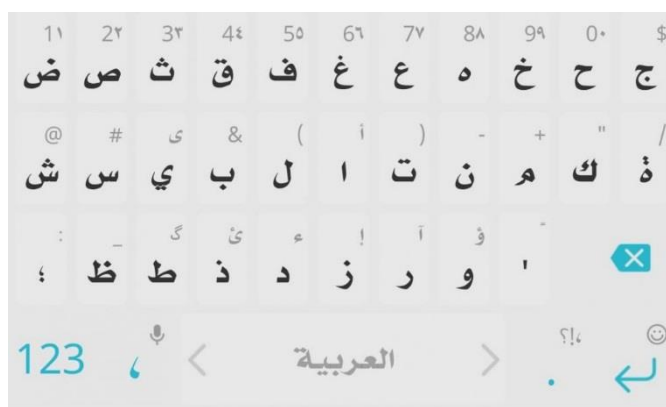 1١ 2٢ 3٣ 4٤ 5٥ 6٦ 7٧ 8٨ 9٩ 0٠ $
ض ص ث ق ف غ ع ه خ ح ج
@ # ى & ( أ ) - + " /
ش س ي ب ل ا ت ن م ك ة
: _ گ ئ ء إ آ ؤ
؛ ظ ط ذ د ز ر و '
،!؟
123 ، < العربية > .